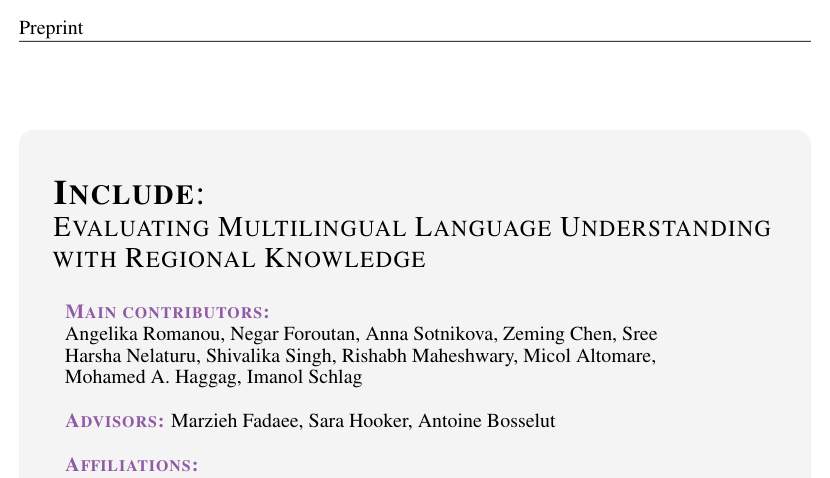 Preprint
INCLUDE:
EVALUATING MULTILINGUAL LANGUAGE UNDERSTANDING
WITH REGIONAL KNOWLEDGE
MAIN CONTRIBUTORS:
Angelika Romanou, Negar Foroutan, Anna Sotnikova, Zeming Chen, Sree
Harsha Nelaturu, Shivalika Singh, Rishabh Maheshwary, Micol Altomare,
Mohamed A. Haggag, Imanol Schlag
ADVISORS: Marzieh Fadaee, Sara Hooker, Antoine Bosselut
AFFILIATIONS: